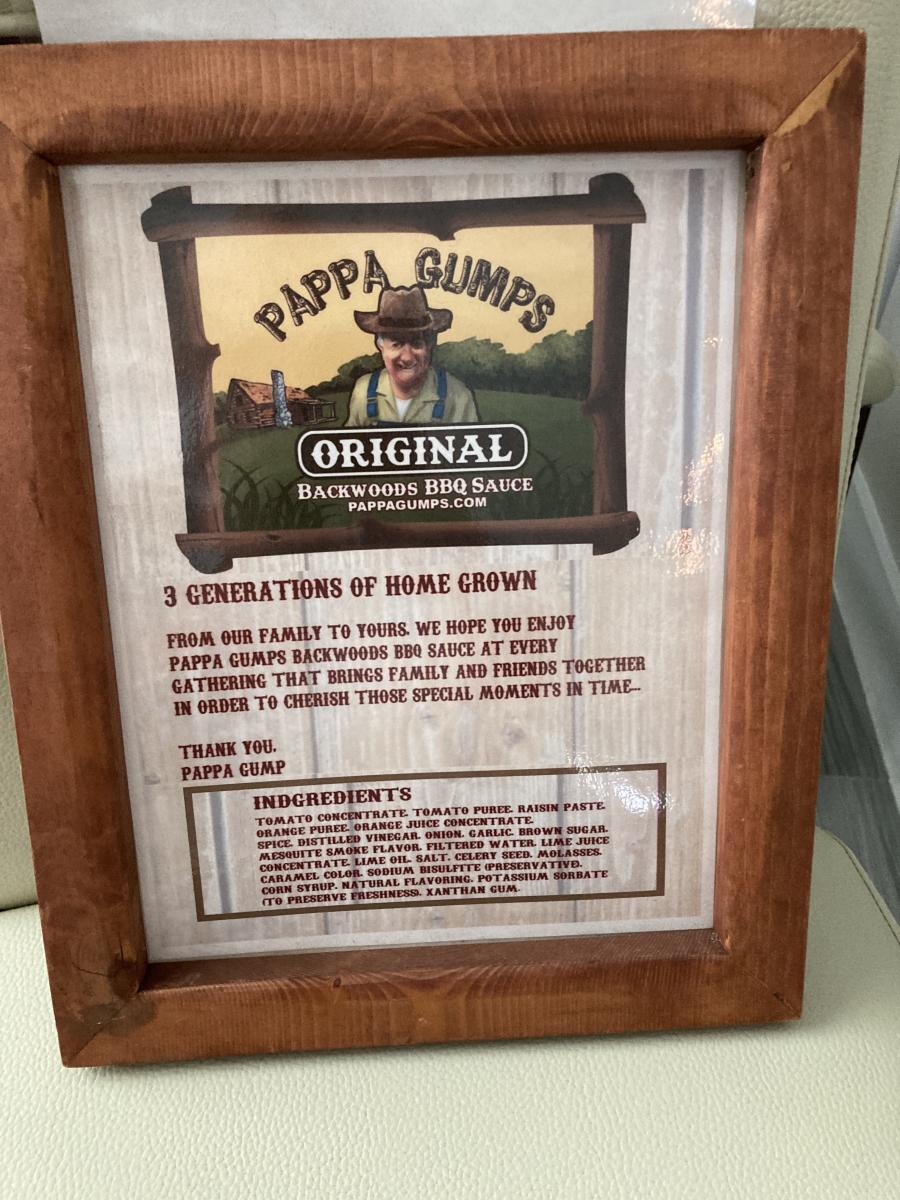 PAPPA GUMPS
ORIGINAL
BACKWOODS BBQ SAUCE
PAPPAGUMPS.COM
3 GENERATIONS OF HOME GROWN
FROM OUR FAMILY TO YOURS. WE HOPE YOU ENJOY
PAPPA GUMPS BACKWOODS BBQ SAUCE AT EVERY
GATHERING THAT BRINGS FAMILY AND FRIENDS TOGETHER
IN ORDER TO CHERISH THOSE SPECIAL MOMENTS IN TIME...
THANK YOU.
PAPPA GUMP
INDGREDIENTS
TOMATO CONCENTRATE. TOMATO PUREE. RAISIN PASTE.
ORANGE PUREE. ORANGE JUICE CONCENTRATE.
SPICE. DISTILLED VINEGAR. ONION. GARLIC. BROWN SUGAR.
MESQUITE SMOKE FLAVOR. FILTERED WATER. LIME JUICE
CONCENTRATE. LIME OIL. SALT. CELERY SEED. MOLASSES.
CARAMEL COLOR. SODIUM BISULFITE (PRESERVATIVE).
CORN SYRUP. NATURAL FLAVORING. POTASSIUM SORBATE
(TO PRESERVE FRESHNESS). XANTHAN GUM.